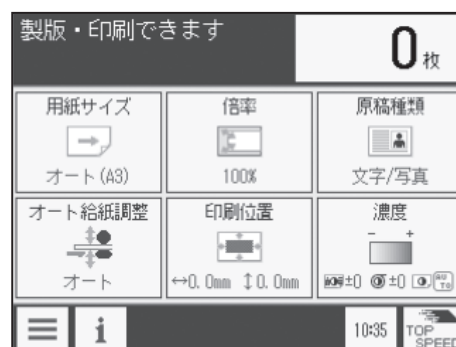 製版・印刷できます
0枚
用紙サイズ
オート(A3)
倍率
100%
原稿種類
文字/写真
オート給紙調整
オート
印刷位置
↔0.0mm ↕0.0mm
濃度
- +
±0 ±0 AUTO
i
10:35
TOP
SPEED